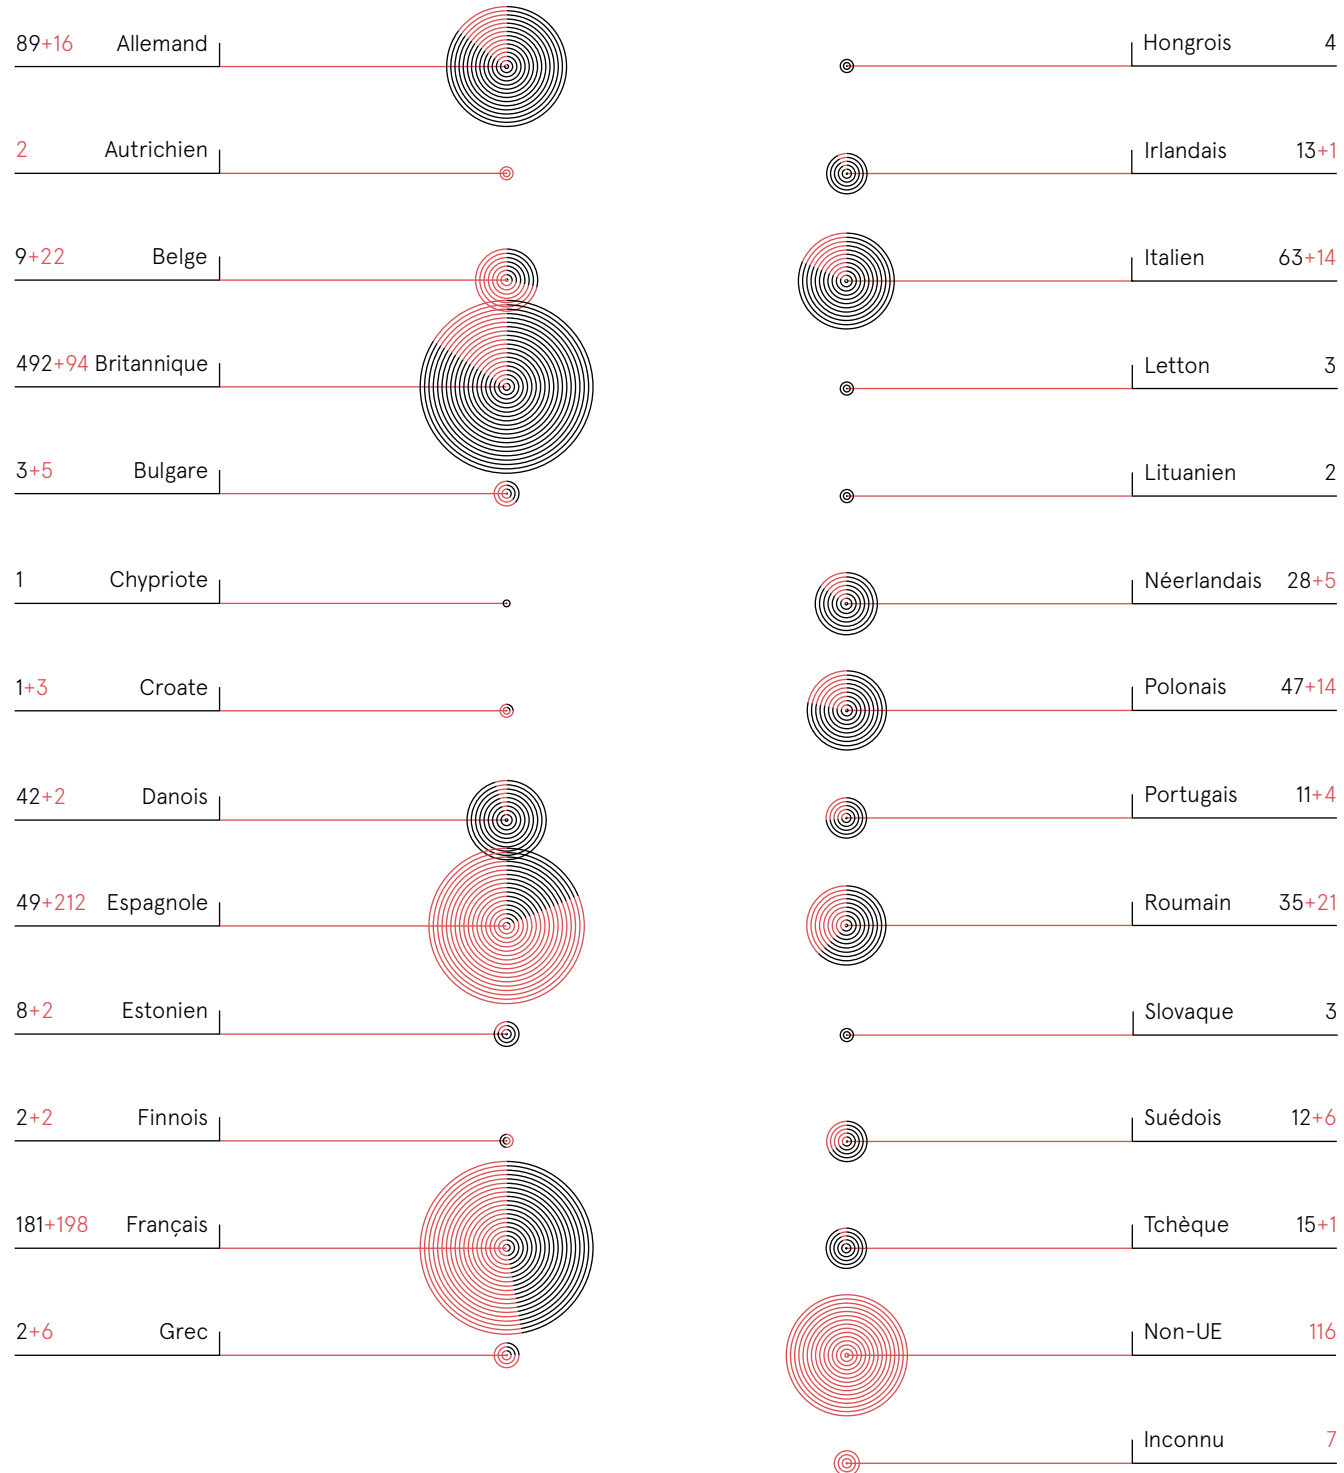 89+16 Allemand
2 Autrichien
9+22 Belge
492+94 Britannique
3+5 Bulgare
1 Chypriote
1+3 Croate
42+2 Danois
49+212 Espagnole
8+2 Estonien
2+2 Finnois
181+198 Français
2+6 Grec
Hongrois 4
Irlandais 13+1
Italien 63+14
Letton 3
Lituanien 2
Néerlandais 28+5
Polonais 47+14
Portugais 11+4
Roumain 35+21
Slovaque 3
Suédois 12+6
Tchèque 15+1
Non-UE 116
Inconnu 7